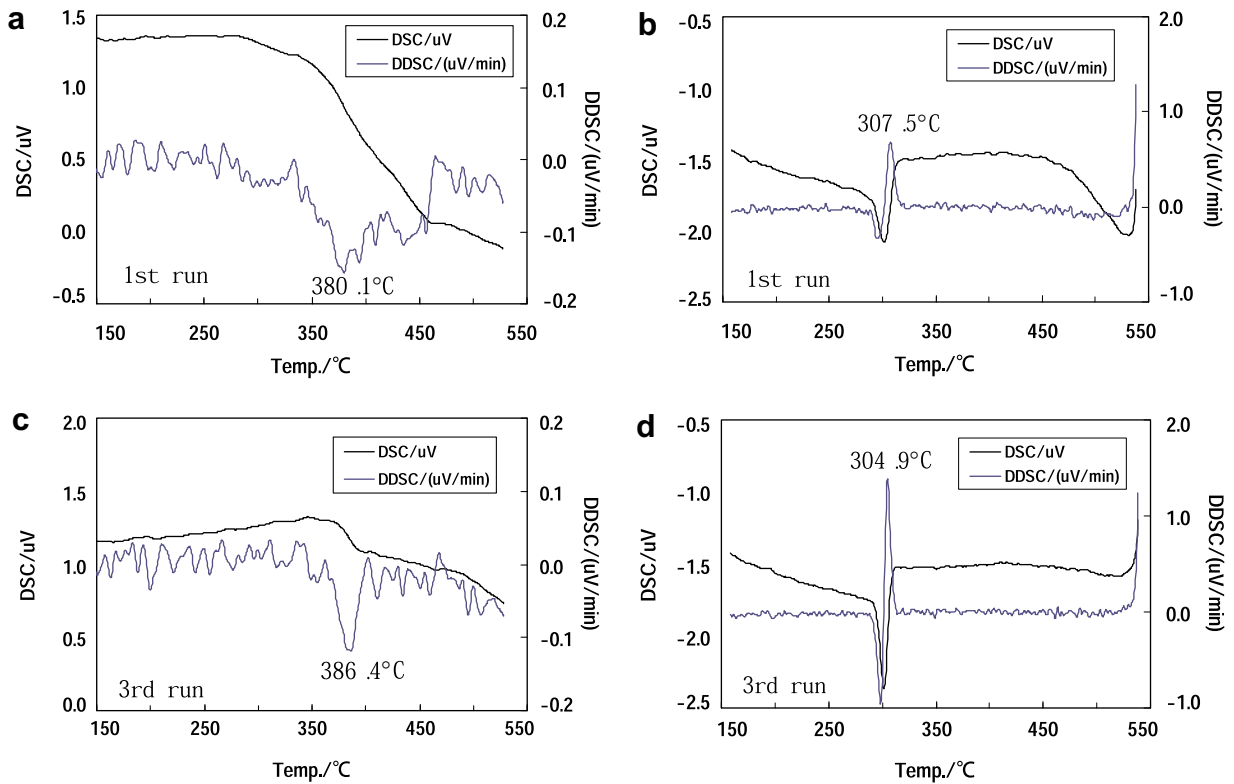 a
1.5
1.0
0.5
0.0
-0.5
DSC/uV
DSC/uV
DDSC/(uV/min)
0.2
0.1
0.0
-0.1
-0.2
DDSC/(uV/min)
380 .1°C
1st run
150 250 350 450 550
Temp./°C
b
-0.5
-1.0
-1.5
-2.0
-2.5
DSC/uV
DSC/uV
DDSC/(uV/min)
2.0
1.0
0.0
-1.0
DDSC/(uV/min)
307 .5°C
1st run
150 250 350 450 550
Temp./°C
c
2.0
1.5
1.0
0.5
0.0
DSC/uV
DSC/uV
DDSC/(uV/min)
0.2
0.1
0.0
-0.1
-0.2
DDSC/(uV/min)
386 .4°C
3rd run
150 250 350 450 550
Temp./°C
d
-0.5
-1.0
-1.5
-2.0
-2.5
DSC/uV
DSC/uV
DDSC/(uV/min)
2.0
1.0
0.0
-1.0
DDSC/(uV/min)
304 .9°C
3rd run
150 250 350 450 550
Temp./°C